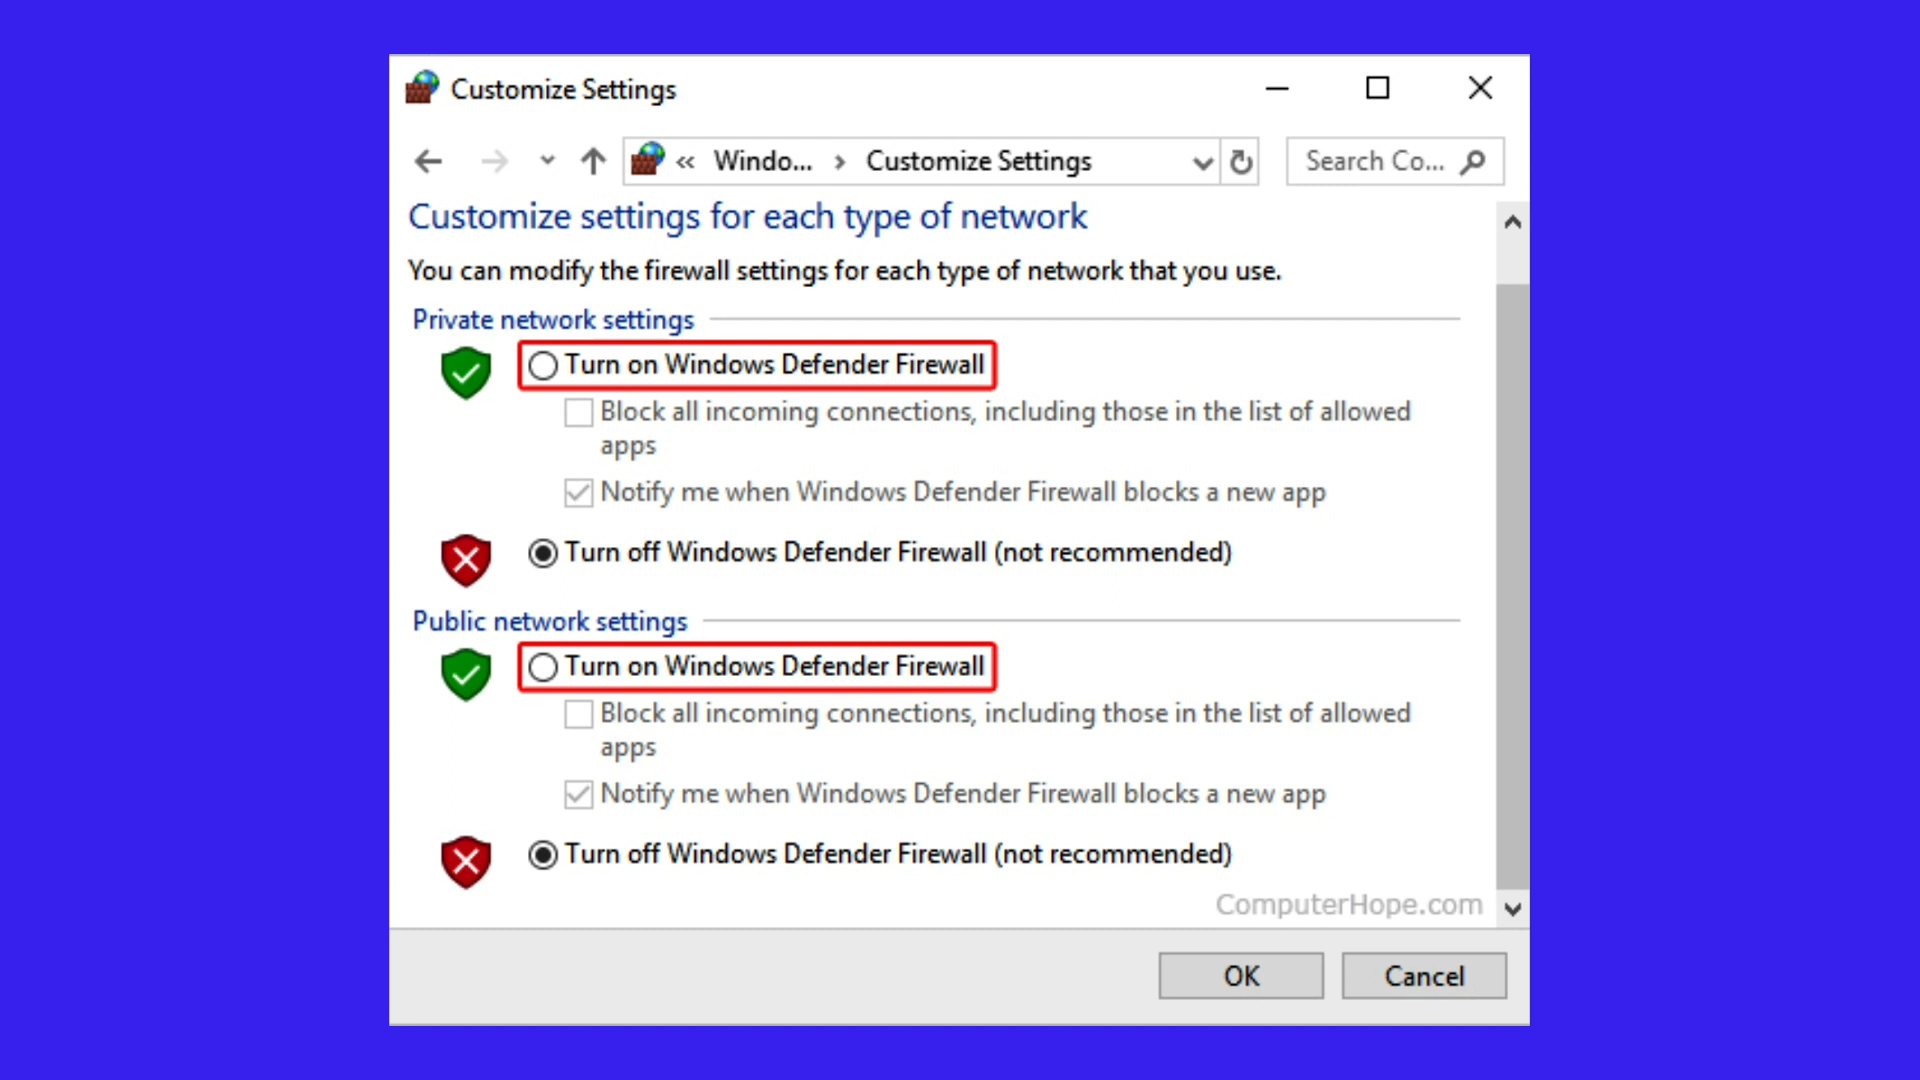 Customize Settings
« Windo... › Customize Settings
Search Co...
Customize settings for each type of network
You can modify the firewall settings for each type of network that you use.
Private network settings
Turn on Windows Defender Firewall
Block all incoming connections, including those in the list of allowed
apps
Notify me when Windows Defender Firewall blocks a new app
Turn off Windows Defender Firewall (not recommended)
Public network settings
Turn on Windows Defender Firewall
Block all incoming connections, including those in the list of allowed
apps
Notify me when Windows Defender Firewall blocks a new app
Turn off Windows Defender Firewall (not recommended)
ComputerHope.com
OK
Cancel